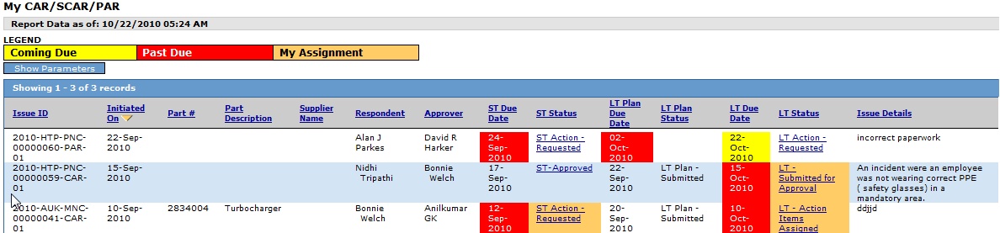 My CAR/SCAR/PAR
Report Data as of: 10/22/2010 05:24 AM
LEGEND
Coming Due Past Due My Assignment
Show Parameters
Showing 1 - 3 of 3 records
LT Plan
Issue ID Initiated Part # Part Supplier Respondent Approver ST Due ST Status Due LT Plan LT Due LT Status Issue Details
On Description Name Date Date Status Date
2010-HTP-PNC- 22-Sep- Alan J David R 24- ST Action - 02- 22- LT Action - incorrect paperwork
00000060-PAR- 2010 Parkes Harker Sep- Requested Oct- Oct- Requested
01 2010 2010 2010
2010-HTP-PNC- 15-Sep- Nidhi Bonnie 17- ST-Approved 22- LT Plan - 15- LT - An incident were an employee
00000059-CAR- 2010 Tripathi Welch Sep- Sep- Submitted Oct- Submitted for was not wearing correct PPE
01 2010 2010 2010 Approval ( safety glasses) in a
mandatory area.
2010-AUK-MNC- 10-Sep- 2834004 Turbocharger Bonnie Anilkumar 12- ST Action - 20- LT Plan - 10- LT - Action ddjjd
00000041-CAR- 2010 Welch GK Sep- Requested Sep- Submitted Oct- Items
01 2010 2010 2010 Assigned